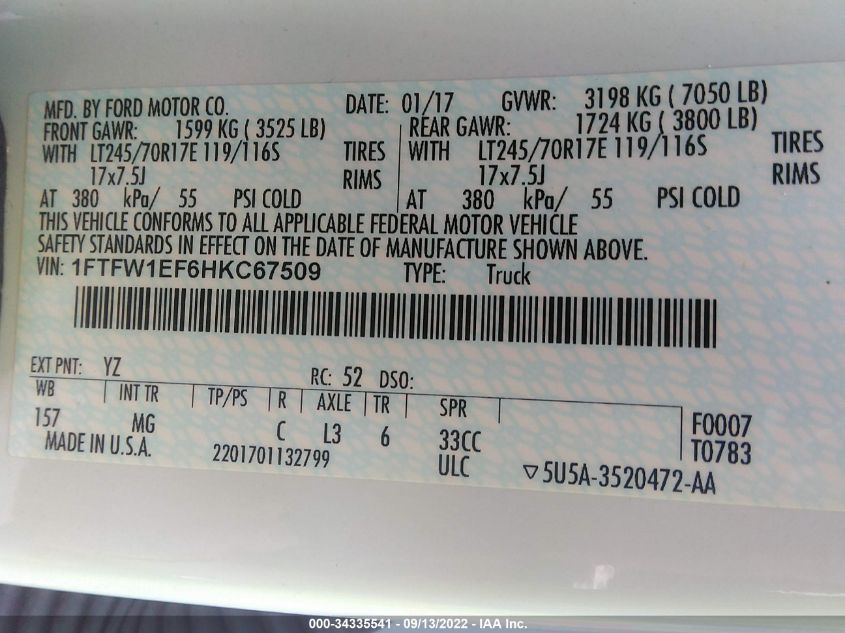 MFD. BY FORD MOTOR CO. DATE: 01/17 GVWR: 3198 KG ( 7050 LB)
FRONT GAWR: 1599 KG ( 3525 LB) REAR GAWR: 1724 KG ( 3800 LB)
WITH LT245/70R17E 119/116S TIRES WITH LT245/70R17E 119/116S TIRES
17x7.5J RIMS 17x7.5J RIMS
AT 380 kPa/ 55 PSI COLD AT 380 kPa/ 55 PSI COLD
THIS VEHICLE CONFORMS TO ALL APPLICABLE FEDERAL MOTOR VEHICLE
SAFETY STANDARDS IN EFFECT ON THE DATE OF MANUFACTURE SHOWN ABOVE.
VIN: 1FTFW1EF6HKC67509 TYPE: Truck
EXT PNT: YZ RC: 52 DSO:
WB INT TR TP/PS R AXLE TR SPR
157 MG C L3 6 33CC F0007
MADE IN U.S.A. 2201701132799 ULC T0783
▽5U5A-3520472-AA
000-34335541 - 09/13/2022 - IAA Inc.